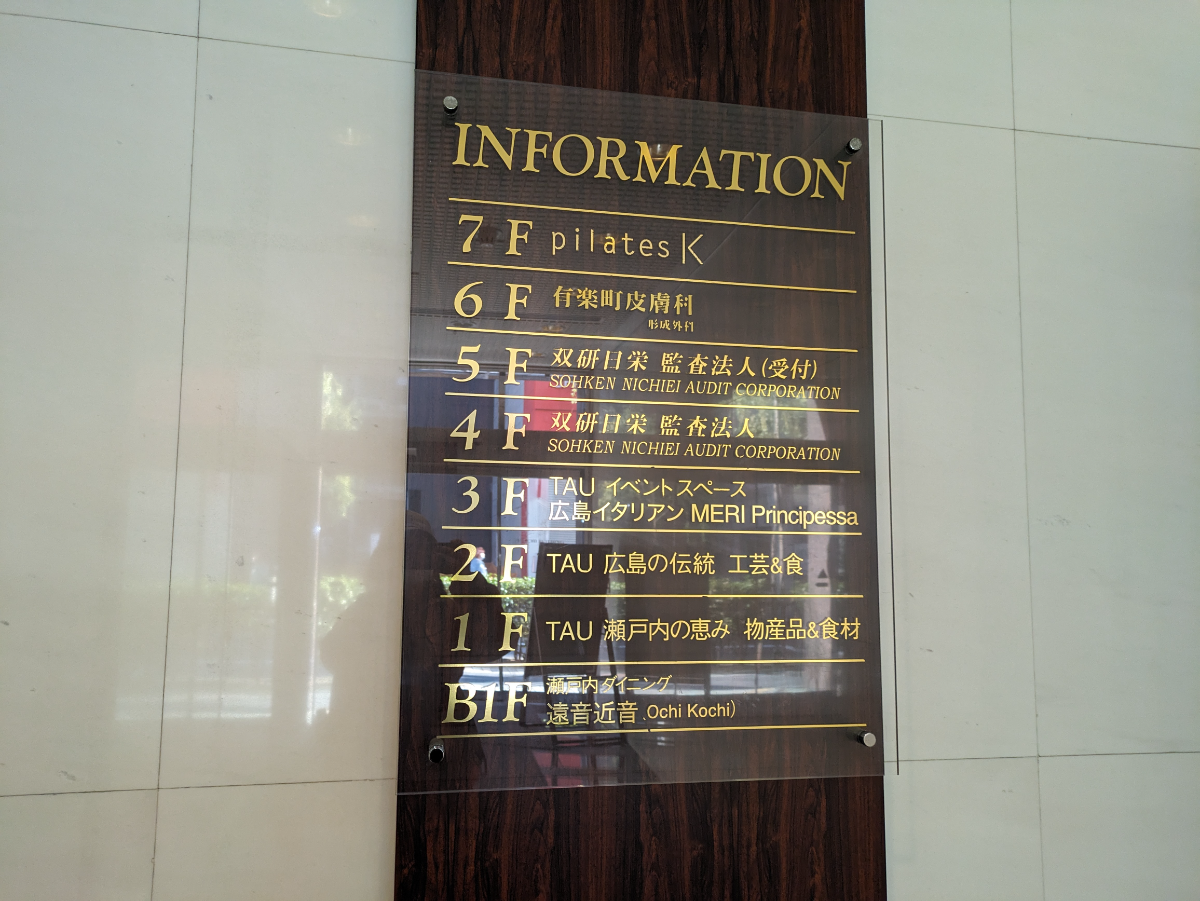 INFORMATION
7 F pilates K
6 F 有楽町皮膚科
形成外科
5 F 双研日栄 監査法人(受付)
SOHKEN NICHIEI AUDIT CORPORATION
4 F 双研日栄 監査法人
SOHKEN NICHIEI AUDIT CORPORATION
3 F TAU イベントスペース
広島イタリアン MERI Principessa
2 F TAU 広島の伝統 工芸&食
1 F TAU 瀬戸内の恵み 物産品&食材
B1F 瀬戸内ダイニング
遠音近音(Ochi Kochi)